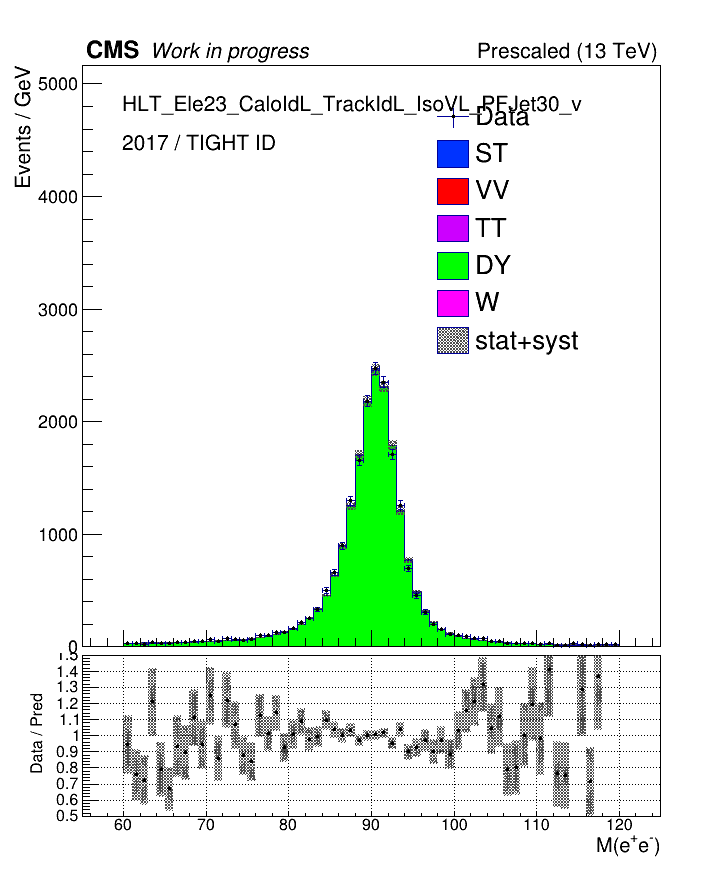 CMS Work in progress Prescaled (13 TeV)
Events / GeV
5000
4000
3000
2000
1000
0
HLT_Ele23_CaloIdL_TrackIdL_IsoVL_PFJet30_v
2017 / TIGHT ID
Data
ST
VV
TT
DY
W
stat+syst
Data / Pred
1.5
1.4
1.3
1.2
1.1
1
0.9
0.8
0.7
0.6
0.5
60 70 80 90 100 110 120
M(e⁺e⁻)